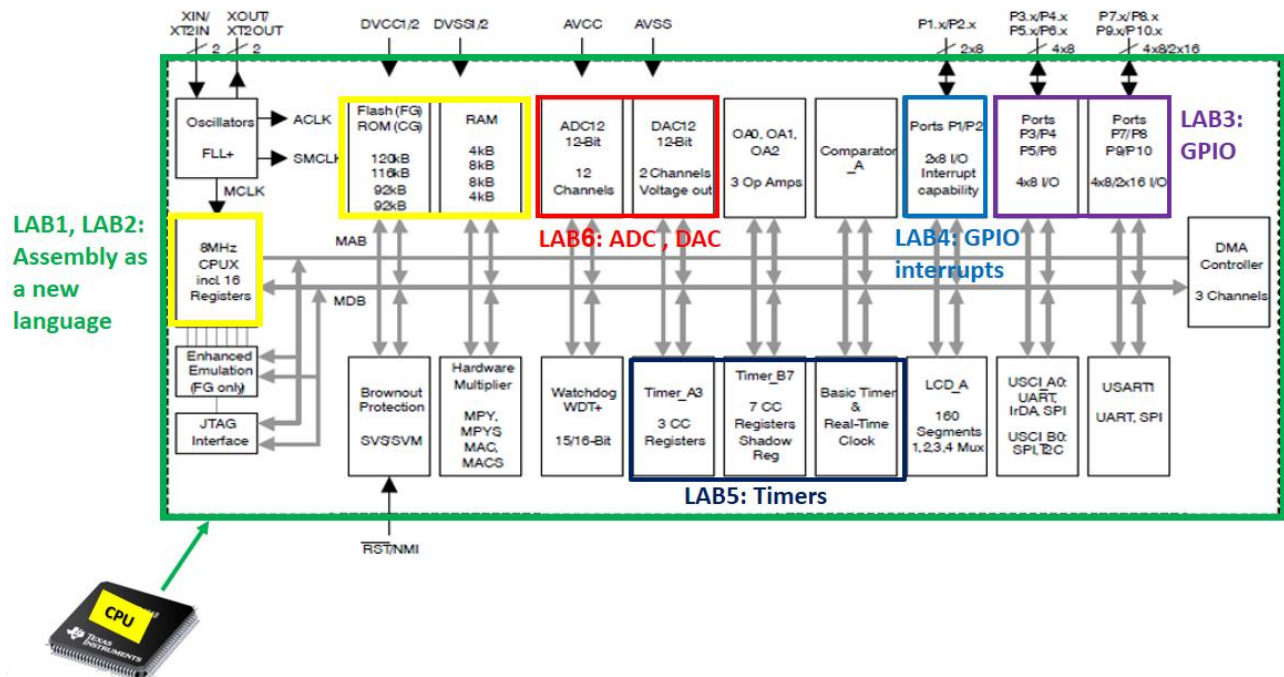 XIN/
XT2IN
XOUT/
XT2OUT
2
2
DVCC1/2
DVSS1/2
AVCC
AVSS
P1.x/P2.x
2x8
P3.x/P4.x
P5.x/P6.x
4x8
P7.x/P8.x
P9.x/P10.x
4x8/2x16
Oscillators
FLL+
ACLK
SMCLK
MCLK
Flash (FG)
ROM (CG)
120kB
116kB
92kB
92kB
RAM
4kB
8kB
8kB
4kB
ADC12
12-Bit
12
Channels
DAC12
12-Bit
2 Channels
Voltage out
OA0, OA1,
OA2
3 Op Amps
Comparator
_A
Ports P1/P2
2x8 I/O
Interrupt
capability
Ports
P3/P4
P5/P6
4x8 I/O
Ports
P7/P8
P9/P10
4x8/2x16 I/O
LAB3:
GPIO
LAB1, LAB2:
Assembly as
a new
language
8MHz
CPUX
incl. 16
Registers
MAB
MDB
LAB6: ADC , DAC
LAB4: GPIO
interrupts
DMA
Controller
3 Channels
Enhanced
Emulation
(FG only)
JTAG
Interface
Brownout
Protection
SVS/SVM
Hardware
Multiplier
MPY,
MPYS,
MAC,
MACS
Watchdog
WDT+
15/16-Bit
Timer_A3
3 CC
Registers
Timer_B7
7 CC
Registers
Shadow
Reg
Basic Timer
&
Real-Time
Clock
LCD_A
160
Segments
1,2,3,4 Mux
USCI_A0:
UART,
IrDA, SPI
USCI B0:
SPI, I2C
USART1
UART, SPI
LAB5: Timers
RST/NMI
CPU
TEXAS
INSTRUMENTS